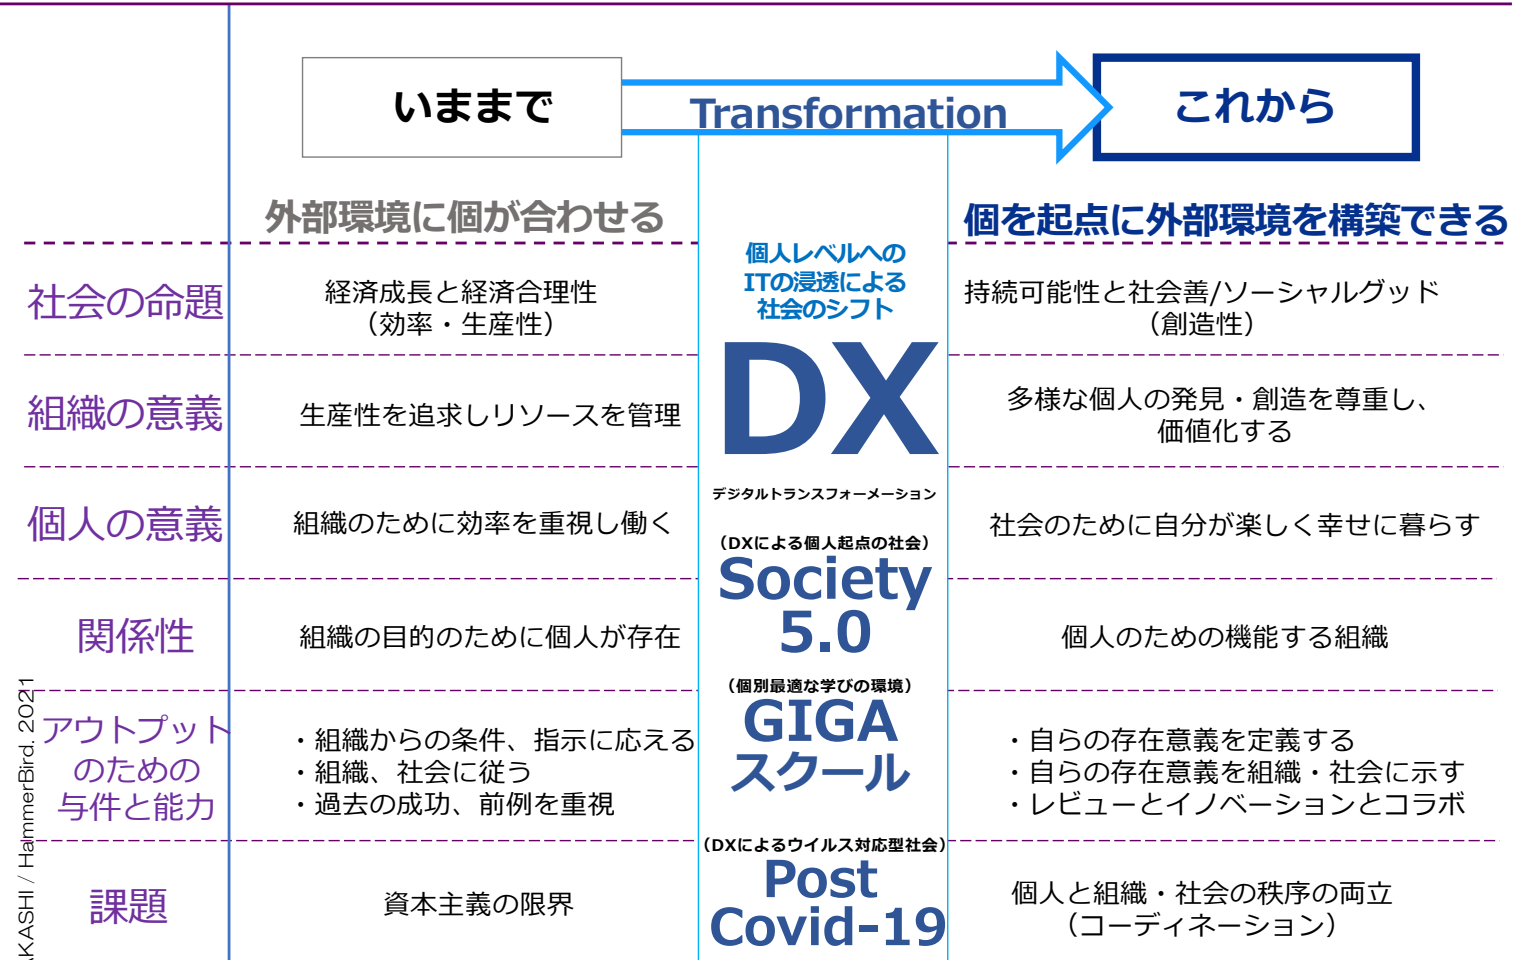 いままで
Transformation
これから
外部環境に個が合わせる
個を起点に外部環境を構築できる
個人レベルへの
ITの浸透による
社会のシフト
DX
デジタルトランスフォーメーション
(DXによる個人起点の社会)
Society
5.0
(個別最適な学びの環境)
GIGA
スクール
(DXによるウイルス対応型社会)
Post
Covid-19
社会の命題
経済成長と経済合理性
（効率・生産性）
持続可能性と社会善/ソーシャルグッド
（創造性）
組織の意義
生産性を追求しリソースを管理
多様な個人の発見・創造を尊重し、
価値化する
個人の意義
組織のために効率を重視し働く
社会のために自分が楽しく幸せに暮らす
関係性
組織の目的のために個人が存在
個人のための機能する組織
アウトプット
のための
与件と能力
・組織からの条件、指示に応える
・組織、社会に従う
・過去の成功、前例を重視
・自らの存在意義を定義する
・自らの存在意義を組織・社会に示す
・レビューとイノベーションとコラボ
課題
資本主義の限界
個人と組織・社会の秩序の両立
（コーディネーション）
AKASHI / HammerBird. 2021